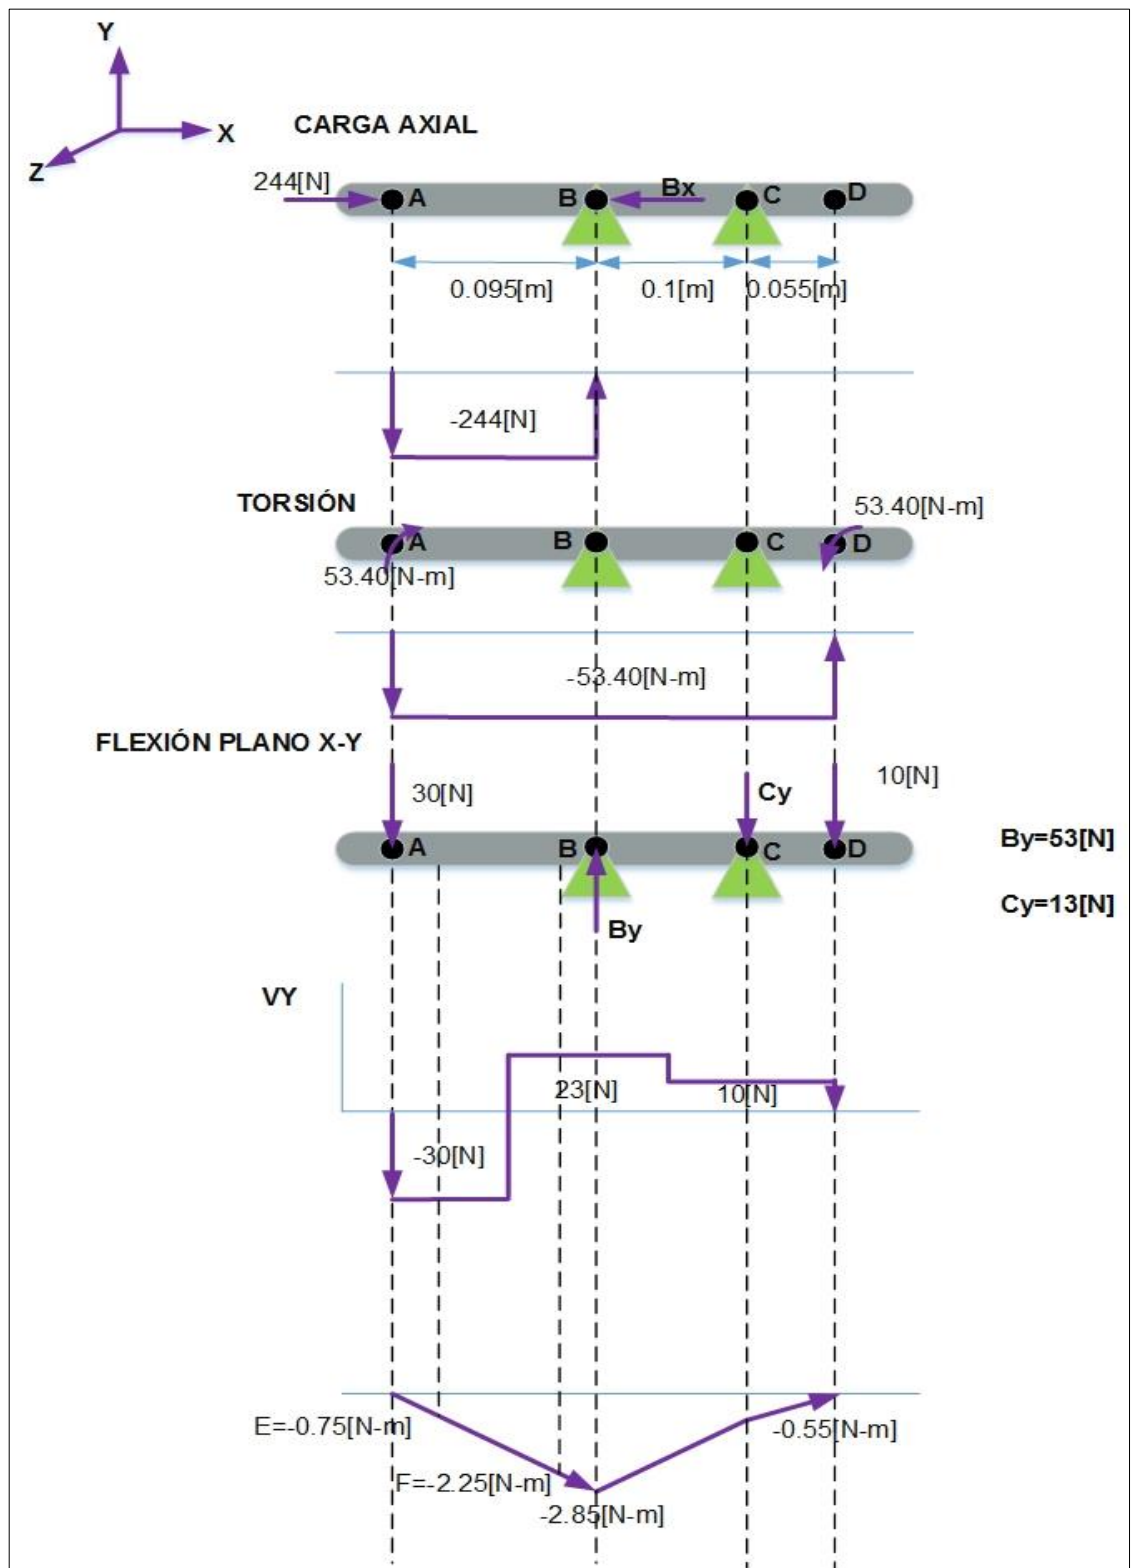 Y
X
Z
CARGA AXIAL
244[N]
A
B
Bx
C
D
0.095[m]
0.1[m]
0.055[m]
-244[N]
TORSIÓN
53.40[N-m]
A
B
C
D
53.40[N-m]
-53.40[N-m]
FLEXIÓN PLANO X-Y
30[N]
Cy
10[N]
A
B
C
D
By=53[N]
Cy=13[N]
By
VY
23[N]
10[N]
-30[N]
E=-0.75[N-m]
-0.55[N-m]
F=-2.25[N-m]
-2.85[N-m]